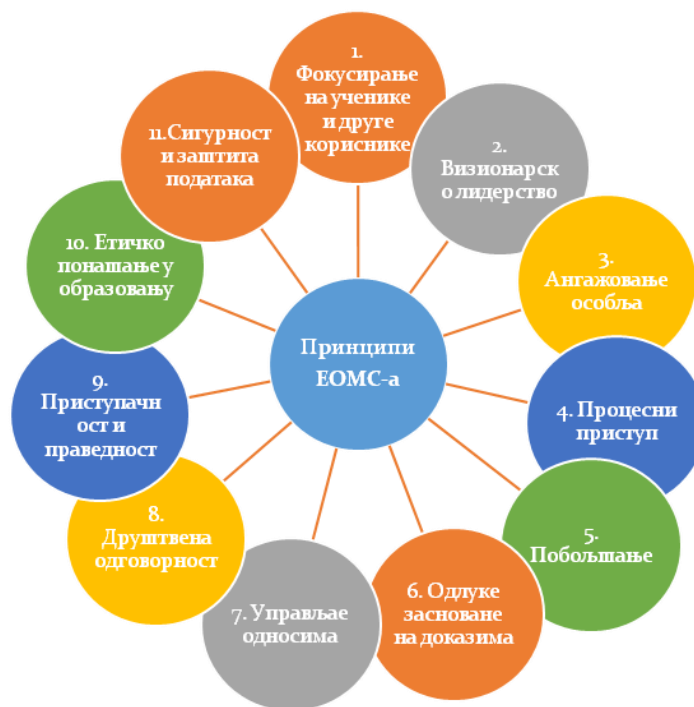 Принципи
ЕОМС-а
1.
Фокусирање
на ученике
и друге
кориснике
2.
Визионарск
о лидерство
3.
Ангажовање
особља
4. Процесни
приступ
5.
Побољшање
6. Одлуке
засноване
на доказима
7. Управљае
односима
8.
Друштвена
одговорност
9.
Приступачн
ост и
праведност
10. Етичко
понашање у
образовању
11.Сигурност
и заштита
података